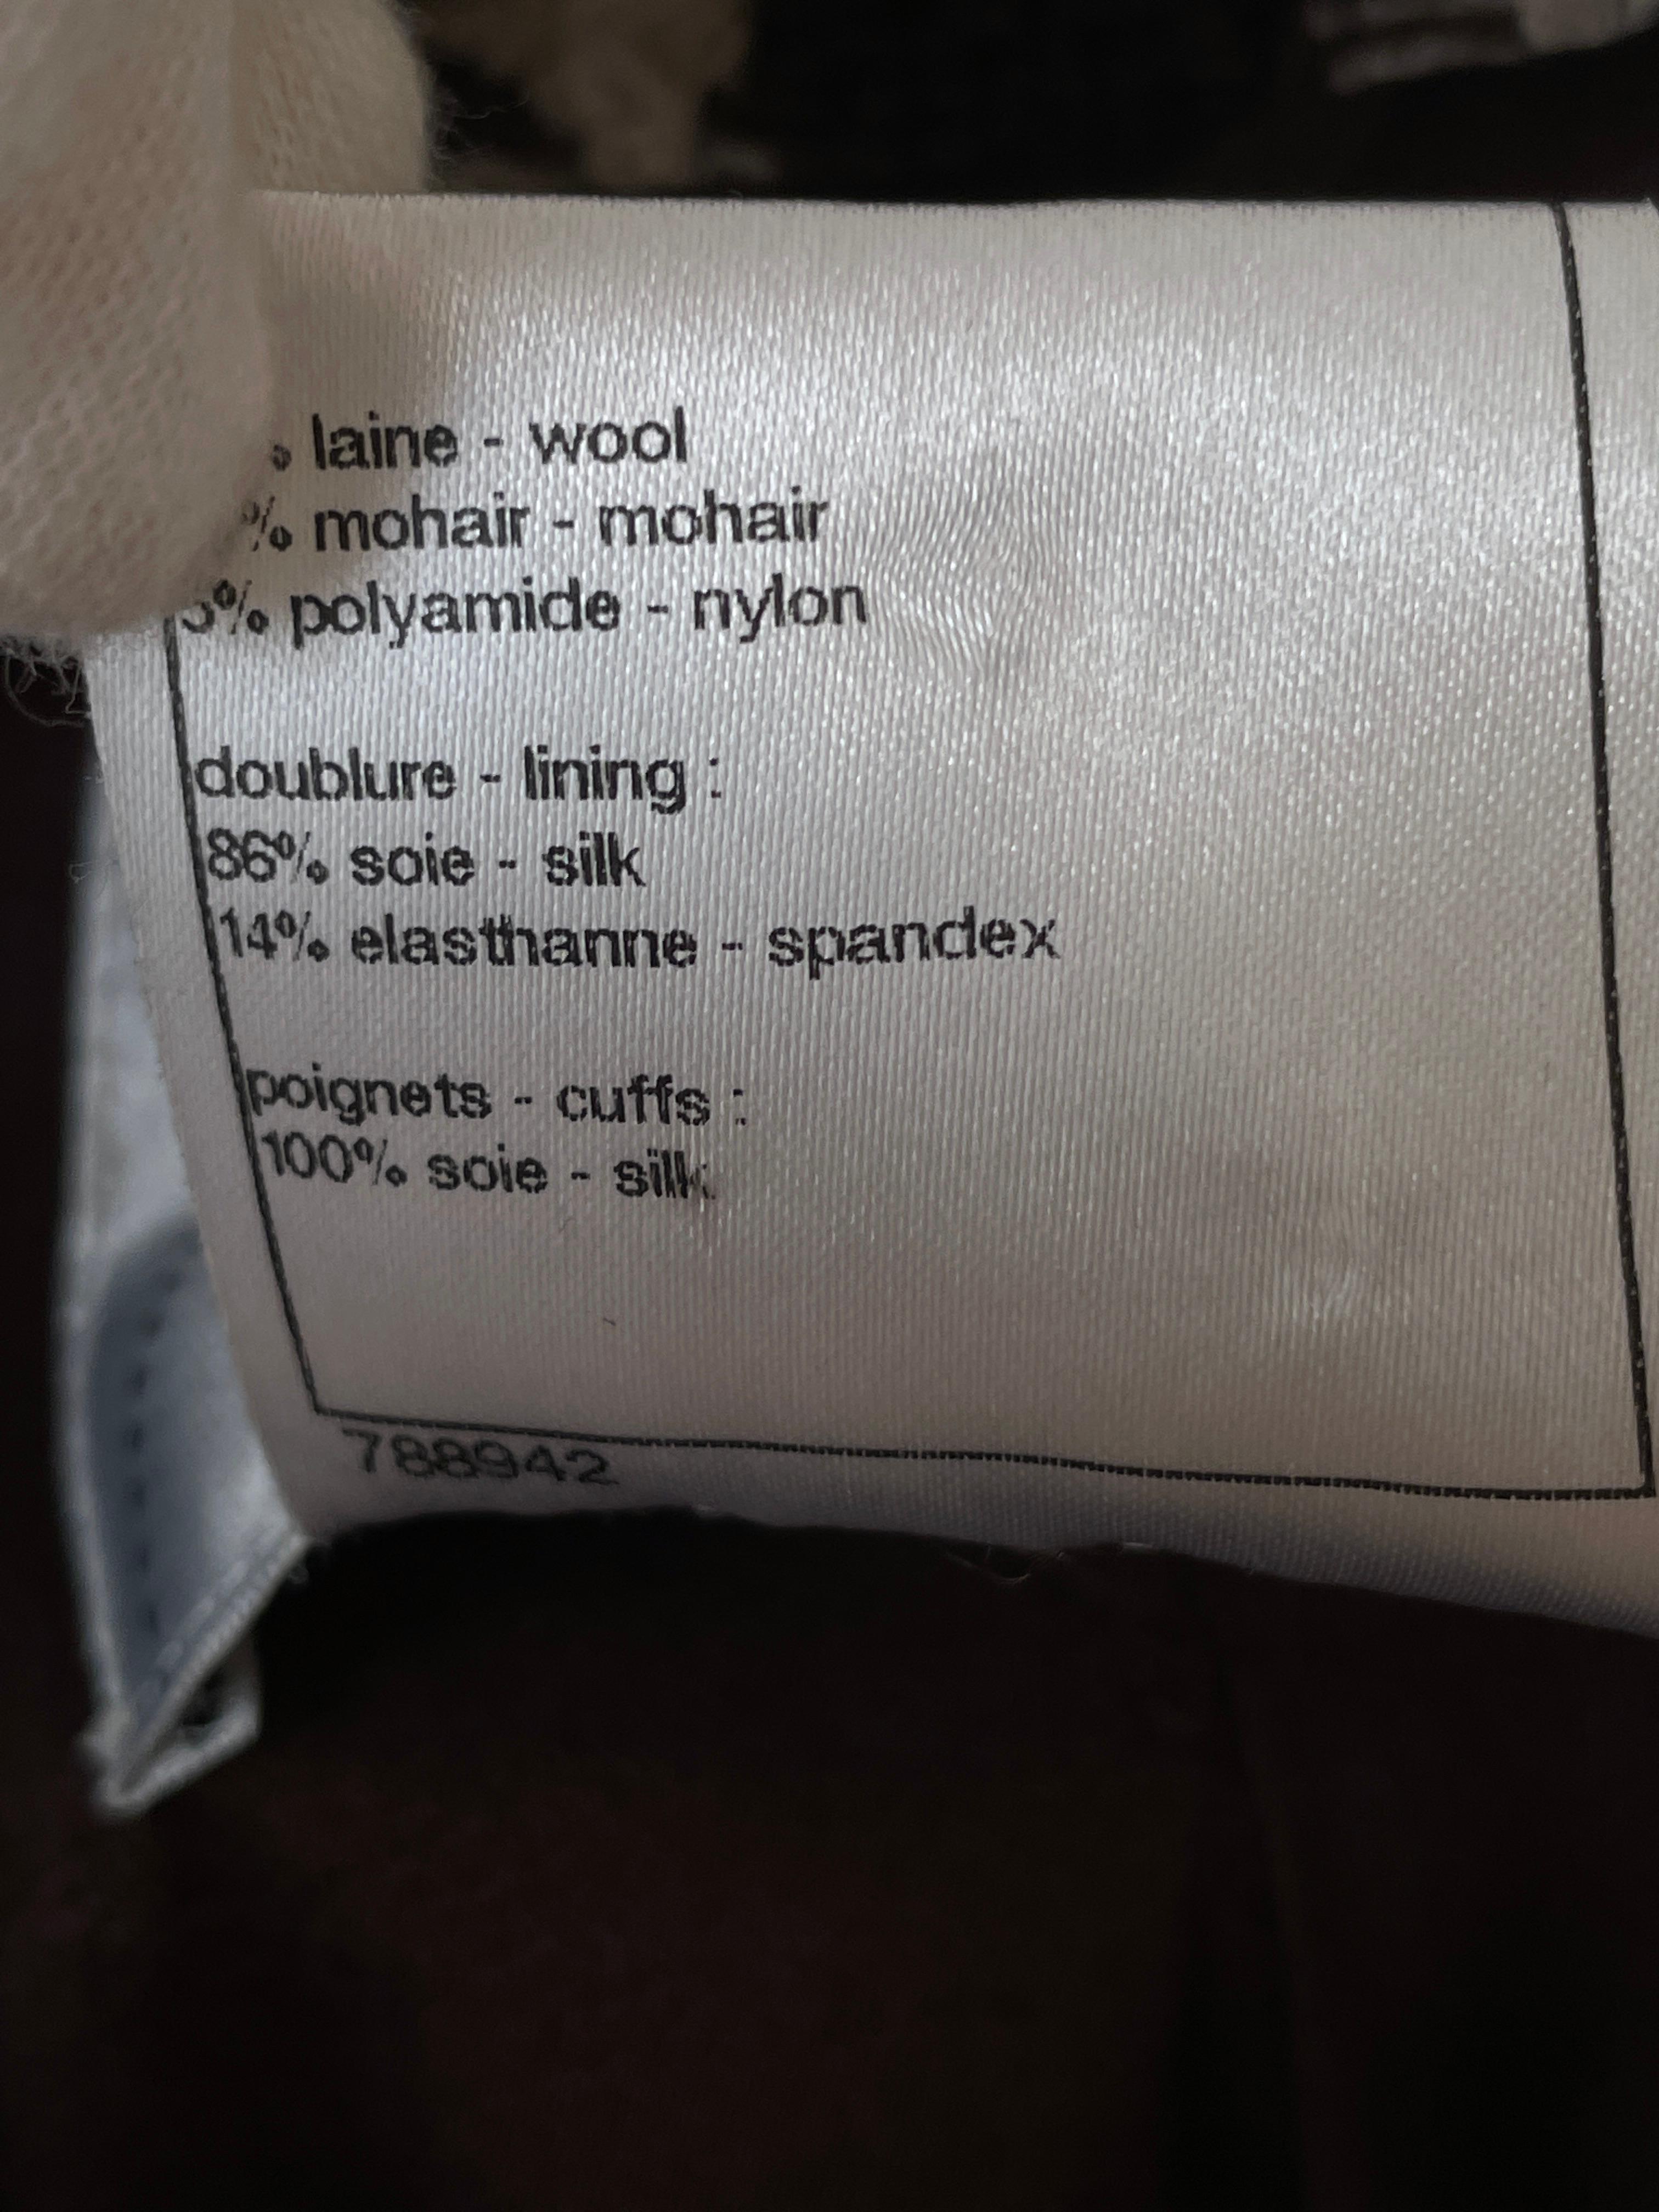 % laine - wool
% mohair - mohair
% polyamide - nylon
doublure - lining :
86% soie - silk
14% elasthanne - spandex
poignets - cuffs :
100% soie - silk
788942